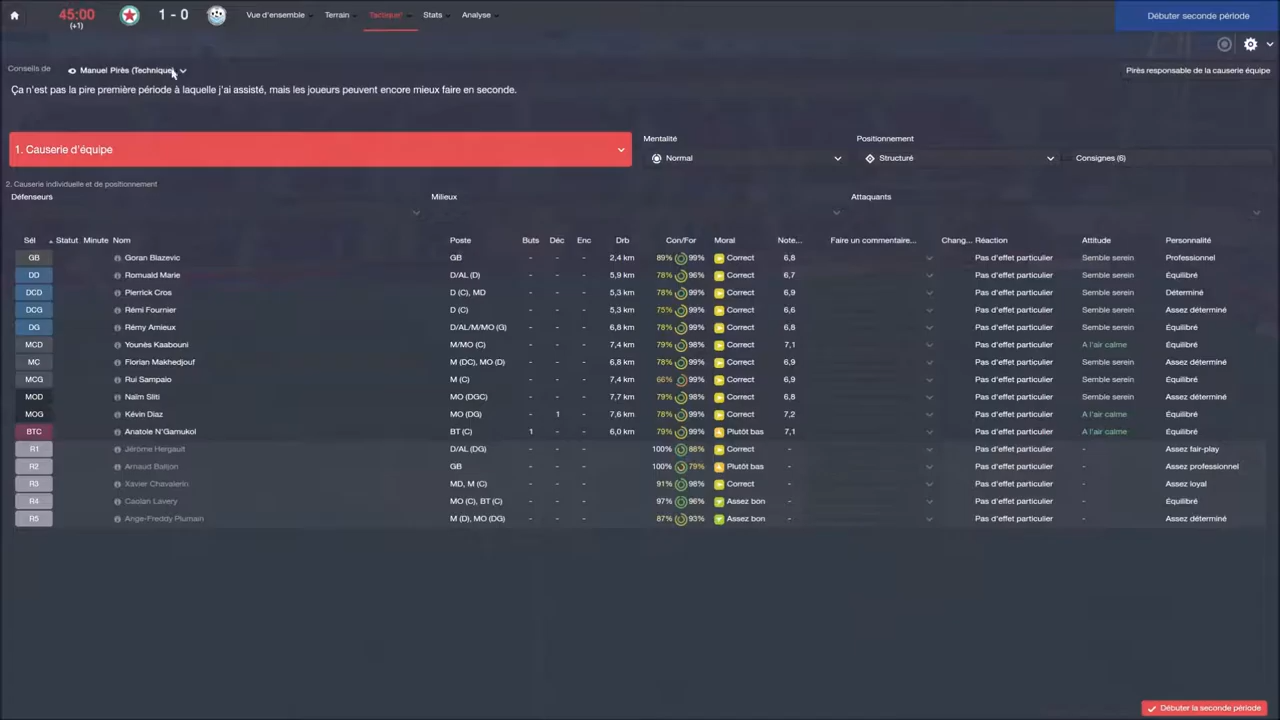 45:00 1 - 0 Vue d'ensemble Terrain Tactique Stats Analyse Débuter seconde période
(+1)
Conseils de Manuel Pirès (Technique) Pirès responsable de la causerie équipe
Ça n'est pas la pire première période à laquelle j'ai assisté, mais les joueurs peuvent encore mieux faire en seconde.
Mentalité Positionnement
1. Causerie d'équipe Normal Structuré Consignes (6)
2. Causerie individuelle et de positionnement
Défenseurs Milieux Attaquants
Sél Statut Minute Nom Poste Buts Déc Enc Drb Con/For Moral Note... Faire un commentaire... Chang... Réaction Attitude Personnalité
GB Goran Blazevic GB - - - 2,4 km 89% 99% Correct 6,8 Pas d'effet particulier Semble serein Professionnel
DD Romuald Marie D/AL (D) - - - 5,9 km 78% 96% Correct 6,7 Pas d'effet particulier Semble serein Équilibré
DCD Pierrick Cros D (C), MD - - - 5,3 km 78% 96% Correct 6,9 Pas d'effet particulier Semble serein Déterminé
DCG Rémi Fournier D (C) - - - 5,3 km 75% 99% Correct 6,6 Pas d'effet particulier Semble serein Assez déterminé
DG Rémy Amieux D/AL/M/MO (G) - - - 6,8 km 78% 99% Correct 6,8 Pas d'effet particulier Semble serein Équilibré
MCD Younès Kaabouni M/MO (C) - - - 7,4 km 79% 98% Correct 7,1 Pas d'effet particulier A l'air calme Équilibré
MC Florian Makhedjouf M (DC), MO (D) - - - 6,8 km 78% 99% Correct 6,9 Pas d'effet particulier Semble serein Assez déterminé
MCG Rui Sampaio M (C) - - - 7,4 km 66% 99% Correct 6,9 Pas d'effet particulier Semble serein Équilibré
MOD Naïm Sliti MO (DGC) - - - 7,7 km 79% 98% Correct 6,8 Pas d'effet particulier Semble serein Assez déterminé
MOG Kévin Diaz MO (DG) - 1 - 7,6 km 78% 99% Correct 7,2 Pas d'effet particulier A l'air calme Équilibré
BTC Anatole N'Gamukol BT (C) 1 - - 6,0 km 79% 99% Plutôt bas 7,1 Pas d'effet particulier A l'air calme Équilibré
R1 Jérôme Hergault D/AL (DG) 100% 86% Correct - Pas d'effet particulier - Assez fair-play
R2 Arnaud Balijon GB 100% 79% Plutôt bas - Pas d'effet particulier - Assez professionnel
R3 Xavier Chavalerin MD, M (C) 91% 98% Correct - Pas d'effet particulier - Assez loyal
R4 Caolan Lavery MO (C), BT (C) 97% 96% Assez bon - Pas d'effet particulier - Équilibré
R5 Ange-Freddy Plumain M (D), MO (DG) 87% 93% Assez bon - Pas d'effet particulier - Assez déterminé
Débuter la seconde période